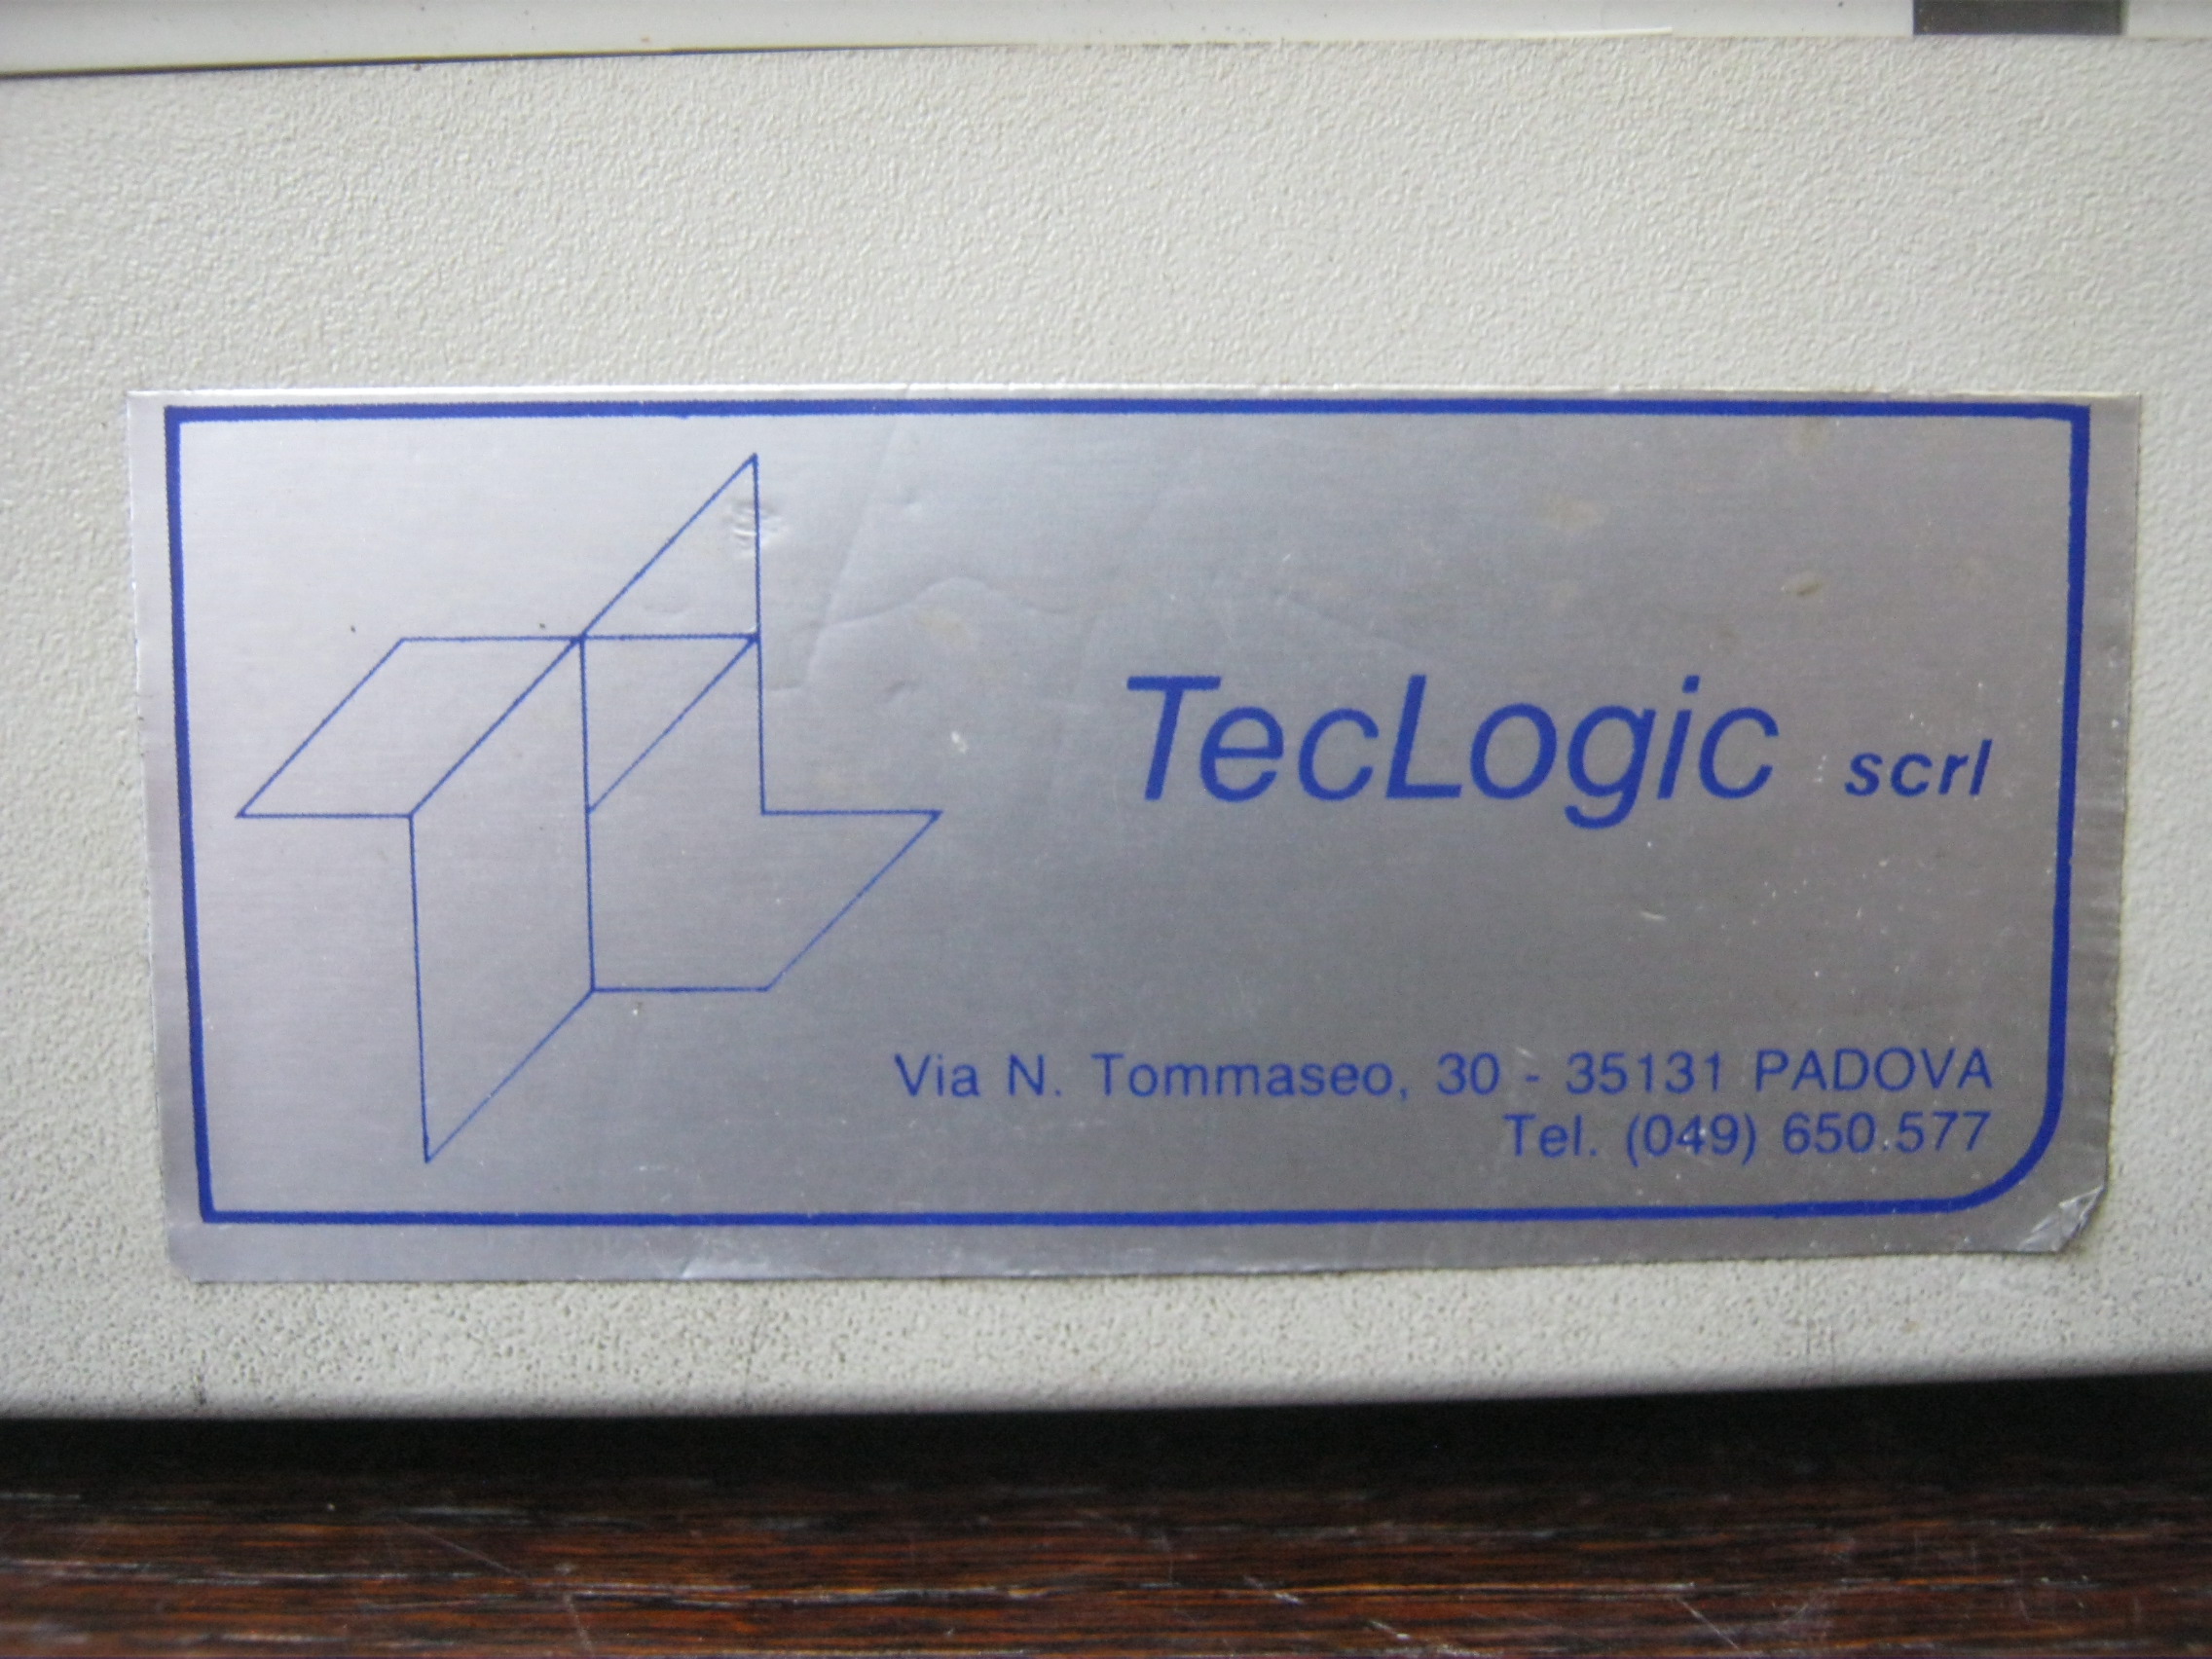 TecLogic scrl
Via N. Tommaseo, 30 - 35131 PADOVA
Tel. (049) 650.577